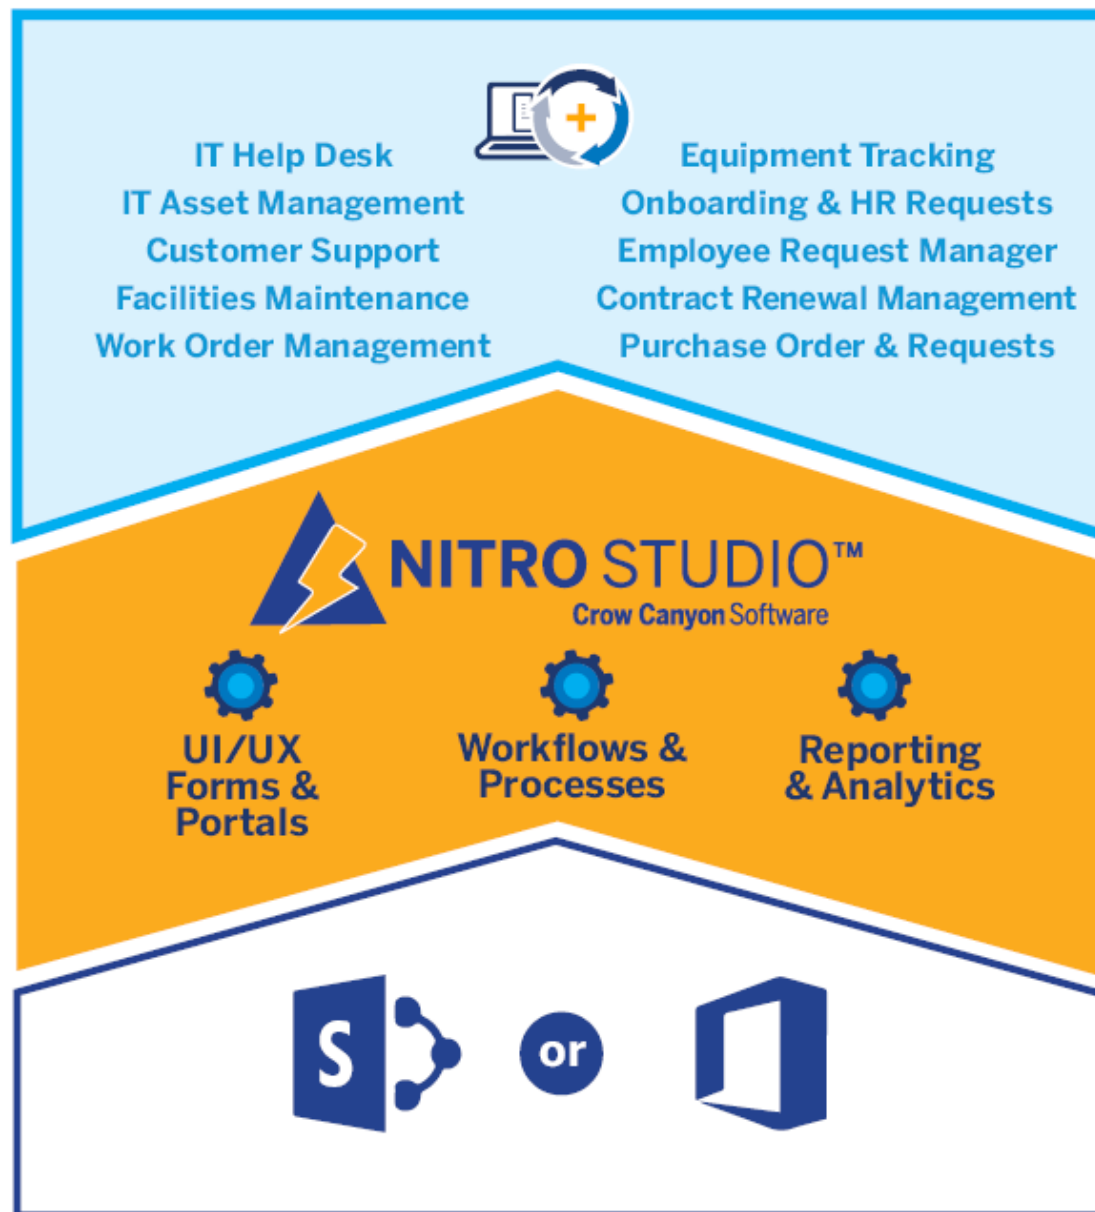 IT Help Desk
IT Asset Management
Customer Support
Facilities Maintenance
Work Order Management
Equipment Tracking
Onboarding & HR Requests
Employee Request Manager
Contract Renewal Management
Purchase Order & Requests
NITRO STUDIO™
Crow Canyon Software
UI/UX
Forms &
Portals
Workflows &
Processes
Reporting
& Analytics
S
or